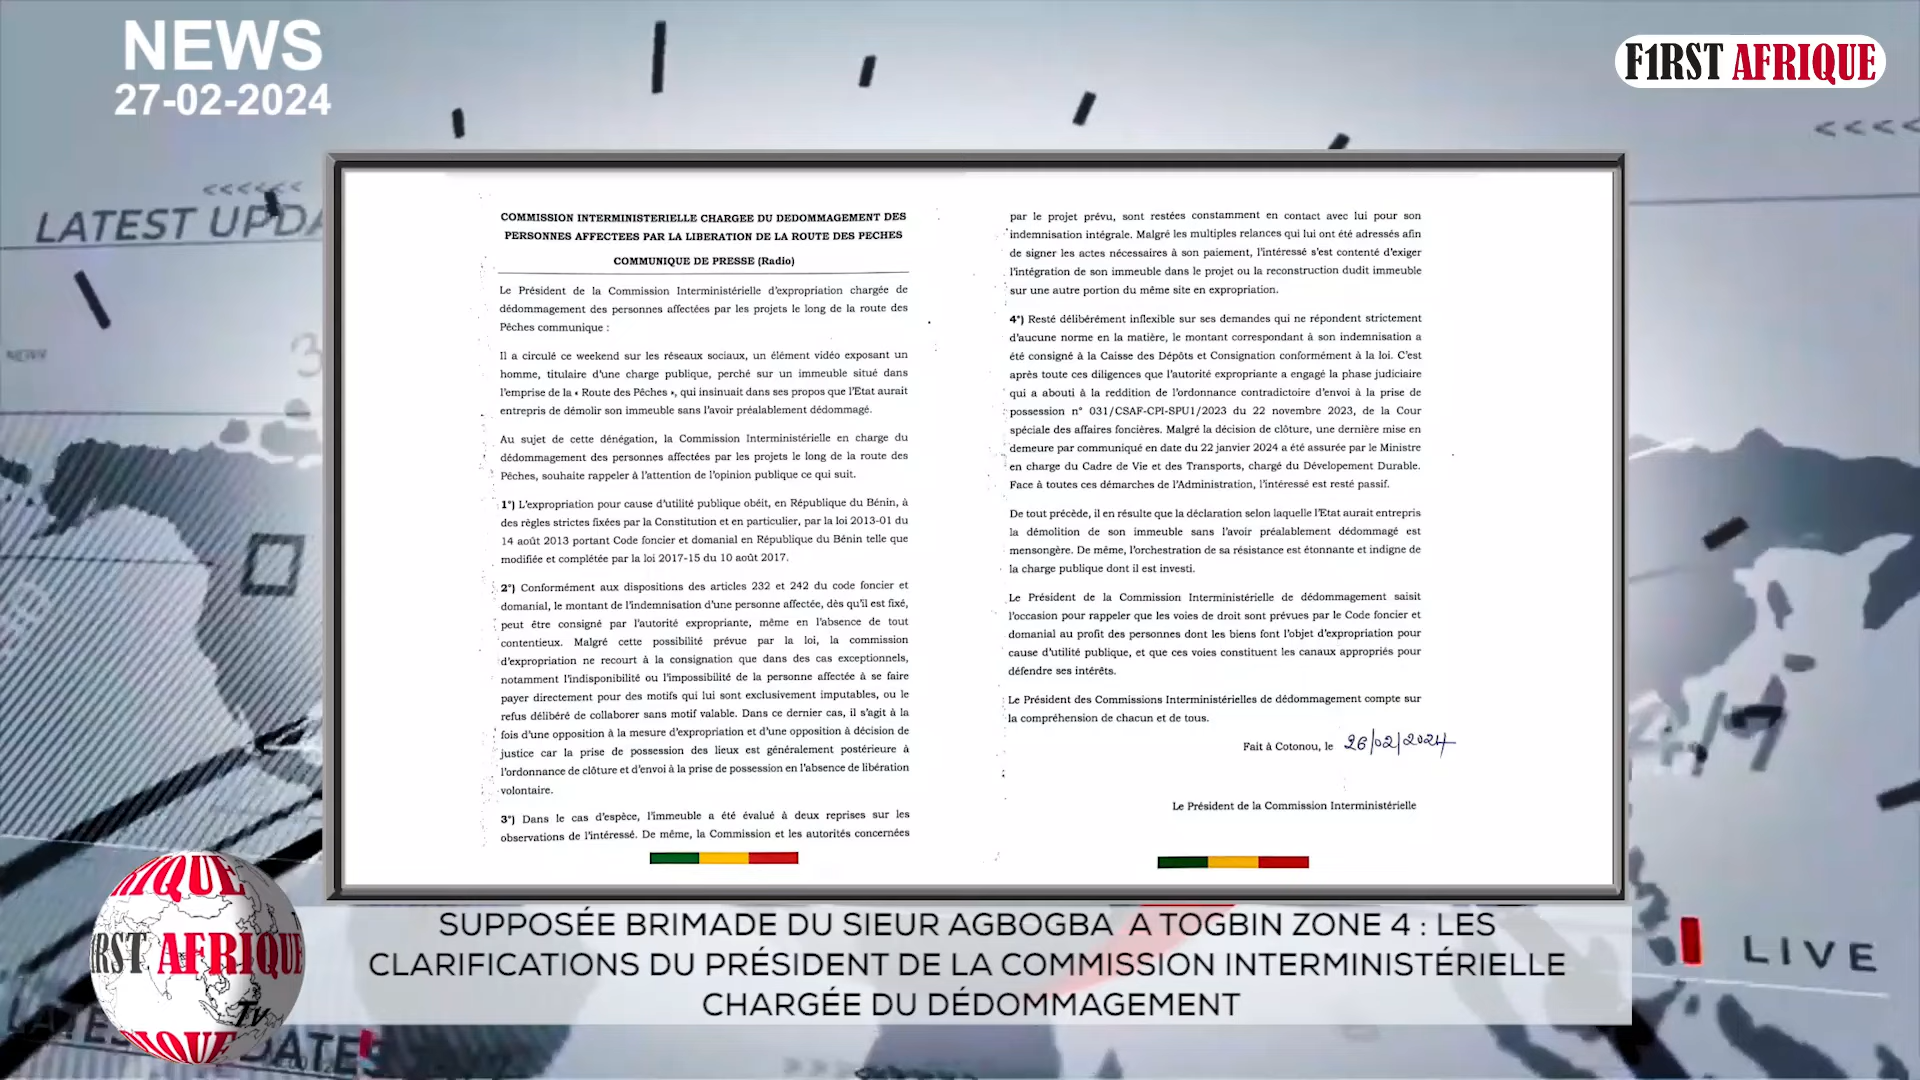 NEWS
27-02-2024
F1RST AFRIQUE
<<<<
<<<<<<
LATEST UPDA
NEWS
COMMISSION INTERMINISTERIELLE CHARGEE DU DEDOMMAGEMENT DES
PERSONNES AFFECTEES PAR LA LIBERATION DE LA ROUTE DES PECHES
COMMUNIQUE DE PRESSE (Radio)
Le Président de la Commission Interministérielle d'expropriation chargée de
dédommagement des personnes affectées par les projets le long de la route des
Pêches communique :
Il a circulé ce weekend sur les réseaux sociaux, un élément vidéo exposant un
homme, titulaire d'une charge publique, perché sur un immeuble situé dans
l'emprise de la « Route des Pêches », qui insinuait dans ses propos que l'Etat aurait
entrepris de démolir son immeuble sans l'avoir préalablement dédommagé.
Au sujet de cette dénégation, la Commission Interministérielle en charge du
dédommagement des personnes affectées par les projets le long de la route des
Pêches, souhaite rappeler à l'attention de l'opinion publique ce qui suit.
1°) L'expropriation pour cause d'utilité publique obéit, en République du Bénin, à
des règles strictes fixées par la Constitution et en particulier, par la loi 2013-01 du
14 août 2013 portant Code foncier et domanial en République du Bénin telle que
modifiée et complétée par la loi 2017-15 du 10 août 2017.
2°) Conformément aux dispositions des articles 232 et 242 du code foncier et
domanial, le montant de l'indemnisation d'une personne affectée, dès qu'il est fixé,
peut être consigné par l'autorité expropriante, même en l'absence de tout
contentieux. Malgré cette possibilité prévue par la loi, la commission
d'expropriation ne recourt à la consignation que dans des cas exceptionnels,
notamment l'indisponibilité ou l'impossibilité de la personne affectée à se faire
payer directement pour des motifs qui lui sont exclusivement imputables, ou le
refus délibéré de collaborer sans motif valable. Dans ce dernier cas, il s'agit à la
fois d'une opposition à la mesure d'expropriation et d'une opposition à décision de
justice car la prise de possession des lieux est généralement postérieure à
l'ordonnance de clôture et d'envoi à la prise de possession en l'absence de libération
volontaire.
3°) Dans le cas d'espèce, l'immeuble a été évalué à deux reprises sur les
observations de l'intéressé. De même, la Commission et les autorités concernées
par le projet prévu, sont restées constamment en contact avec lui pour son
indemnisation intégrale. Malgré les multiples relances qui lui ont été adressés afin
de signer les actes nécessaires à son paiement, l'intéressé s'est contenté d'exiger
l'intégration de son immeuble dans le projet ou la reconstruction dudit immeuble
sur une autre portion du même site en expropriation.
4°) Resté délibérément inflexible sur ses demandes qui ne répondent strictement
d'aucune norme en la matière, le montant correspondant à son indemnisation a
été consigné à la Caisse des Dépôts et Consignation conformément à la loi. C'est
après toute ces diligences que l'autorité expropriante a engagé la phase judiciaire
qui a abouti à la reddition de l'ordonnance contradictoire d'envoi à la prise de
possession n° 031/CSAF-CPI-SPU1/2023 du 22 novembre 2023, de la Cour
spéciale des affaires foncières. Malgré la décision de clôture, une dernière mise en
demeure par communiqué en date du 22 janvier 2024 a été assurée par le Ministre
en charge du Cadre de Vie et des Transports, chargé du Dévelopement Durable.
Face à toutes ces démarches de l'Administration, l'intéressé est resté passif.
De tout précède, il en résulte que la déclaration selon laquelle l'Etat aurait entrepris
la démolition de son immeuble sans l'avoir préalablement dédommagé est
mensongère. De même, l'orchestration de sa résistance est étonnante et indigne de
la charge publique dont il est investi.
Le Président de la Commission Interministérielle de dédommagement saisit
l'occasion pour rappeler que les voies de droit sont prévues par le Code foncier et
domanial au profit des personnes dont les biens font l'objet d'expropriation pour
cause d'utilité publique, et que ces voies constituent les canaux appropriés pour
défendre ses intérêts.
Le Président des Commissions Interministérielles de dédommagement compte sur
la compréhension de chacun et de tous.
Fait à Cotonou, le 26/02/2024
Le Président de la Commission Interministérielle
SUPPOSÉE BRIMADE DU SIEUR AGBOGBA A TOGBIN ZONE 4 : LES
CLARIFICATIONS DU PRÉSIDENT DE LA COMMISSION INTERMINISTÉRIELLE
CHARGÉE DU DÉDOMMAGEMENT
LIVE
RIQUE
IRST AFRIQUE
Tv